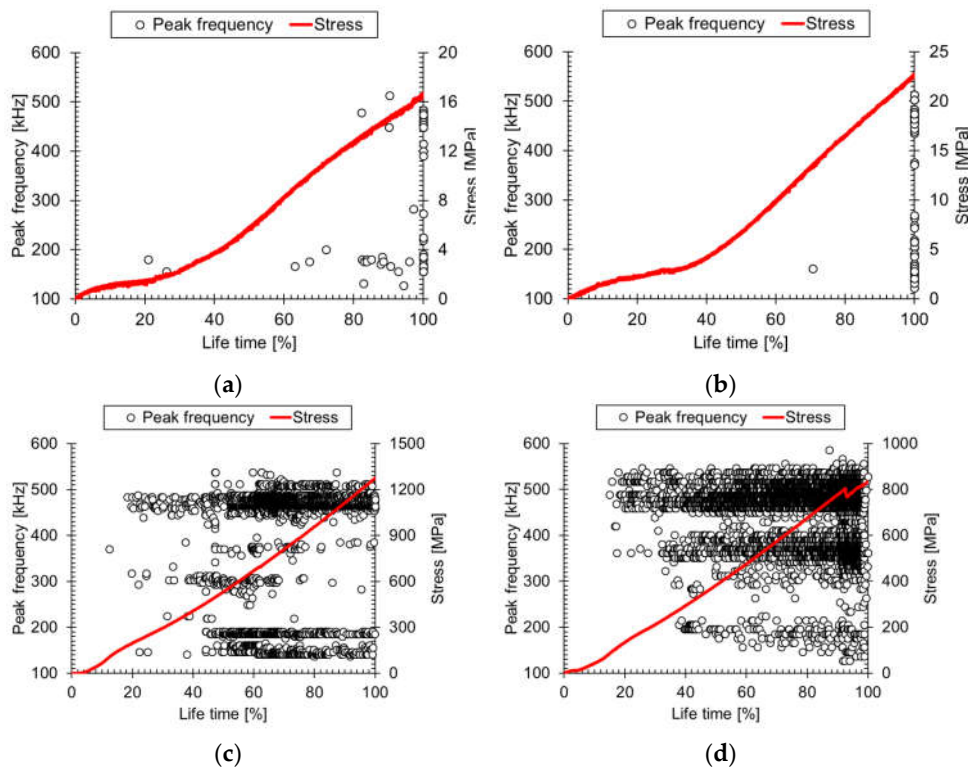 Peak frequency Stress
Peak frequency Stress
600 20
500 16
400 12
300 8
200 4
100 0
0 20 40 60 80 100
Peak frequency [kHz]
Stress [MPa]
Life time [%]
(a)
600 25
500 20
400 15
300 10
200 5
100 0
0 20 40 60 80 100
Peak frequency [kHz]
Stress [MPa]
Life time [%]
(b)
Peak frequency Stress
Peak frequency Stress
600 1500
500 1200
400 900
300 600
200 300
100 0
0 20 40 60 80 100
Peak frequency [kHz]
Stress [MPa]
Life time [%]
(c)
600 1000
500 800
400 600
300 400
200 200
100 0
0 20 40 60 80 100
Peak frequency [kHz]
Stress [MPa]
Life time [%]
(d)